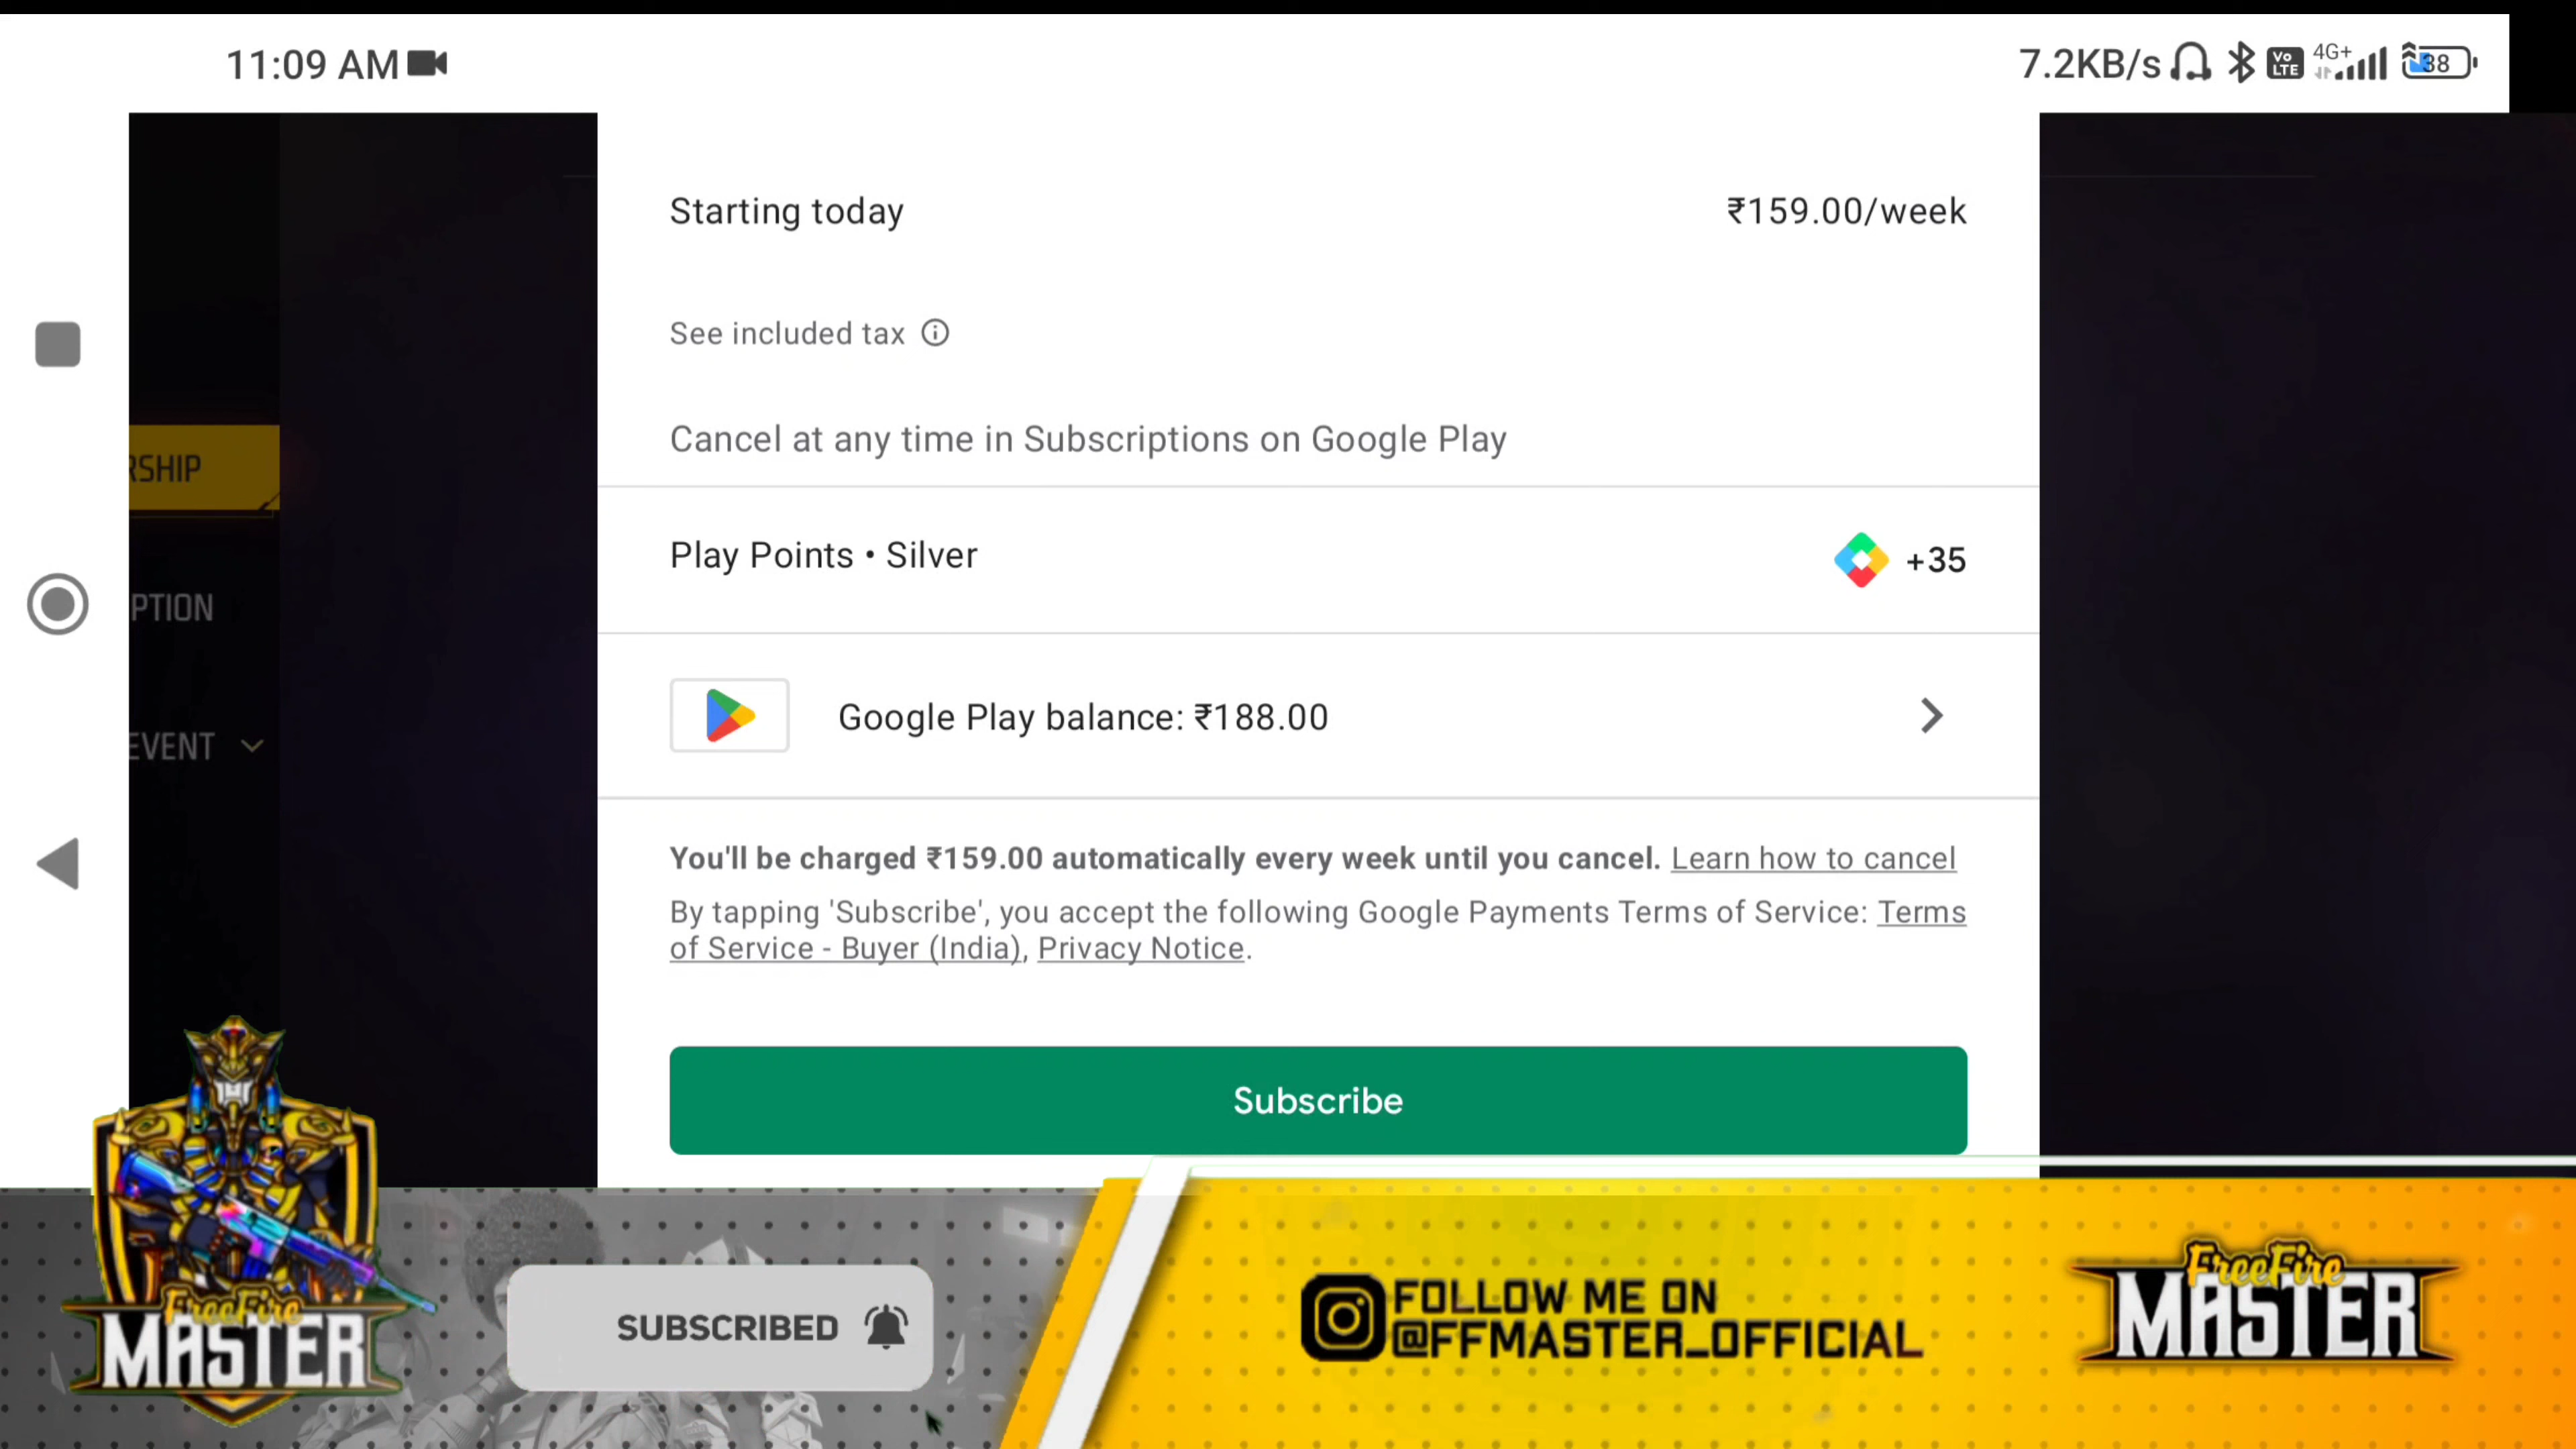 11:09 AM
7.2KB/s
Vo
LTE
4G+
38
Starting today
₹159.00/week
See included tax
Cancel at any time in Subscriptions on Google Play
RSHIP
Play Points • Silver
+35
PTION
Google Play balance: ₹188.00
EVENT
You'll be charged ₹159.00 automatically every week until you cancel. Learn how to cancel
By tapping 'Subscribe', you accept the following Google Payments Terms of Service: Terms
of Service - Buyer (India), Privacy Notice.
Subscribe
FreeFire
MASTER
SUBSCRIBED
FOLLOW ME ON
@FFMASTER_OFFICIAL
FreeFire
MASTER